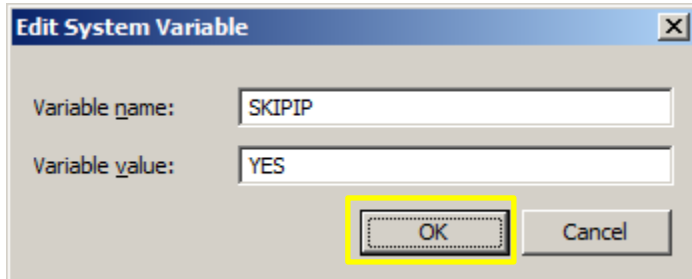 Edit System Variable
Variable name: SKIPIP
Variable value: YES
OK Cancel